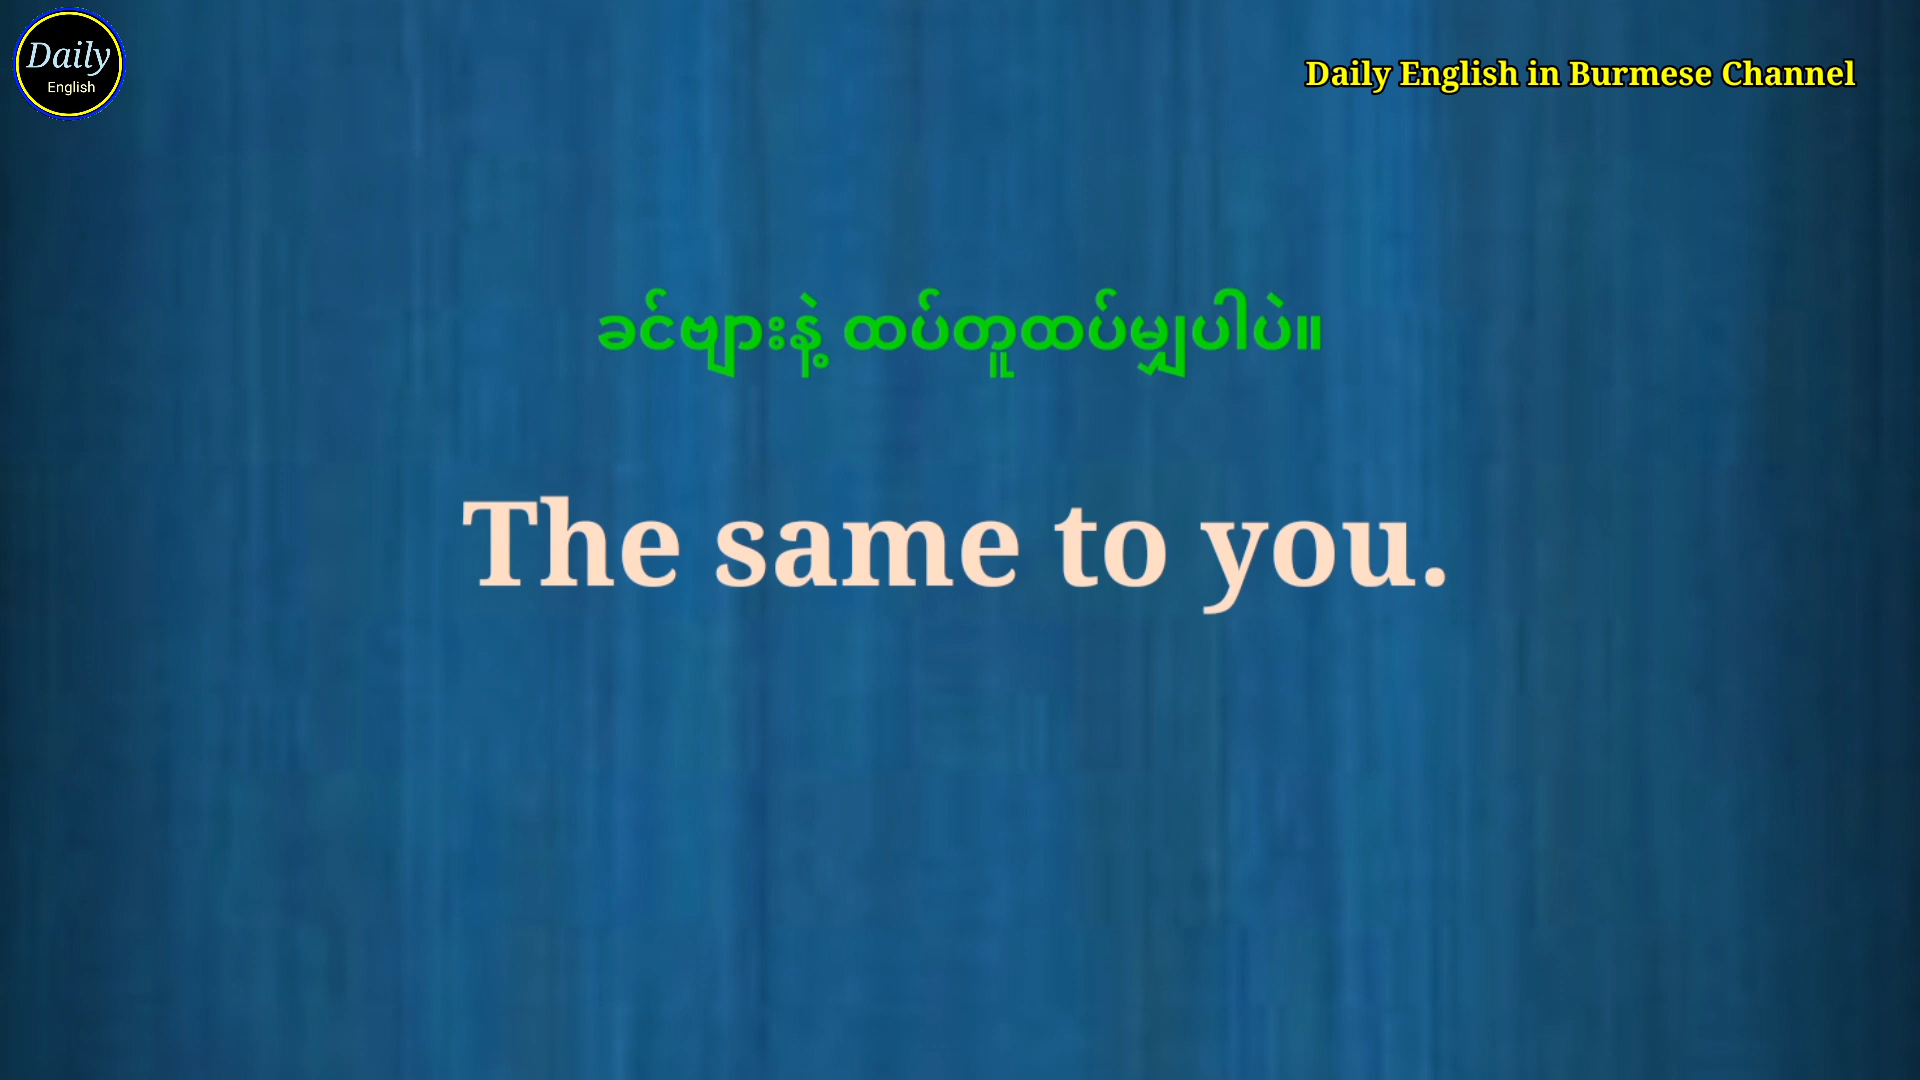 Daily
English
Daily English in Burmese Channel
ခင်ဗျားနဲ့ ထပ်တူထပ်မျှပါပဲ။
The same to you.